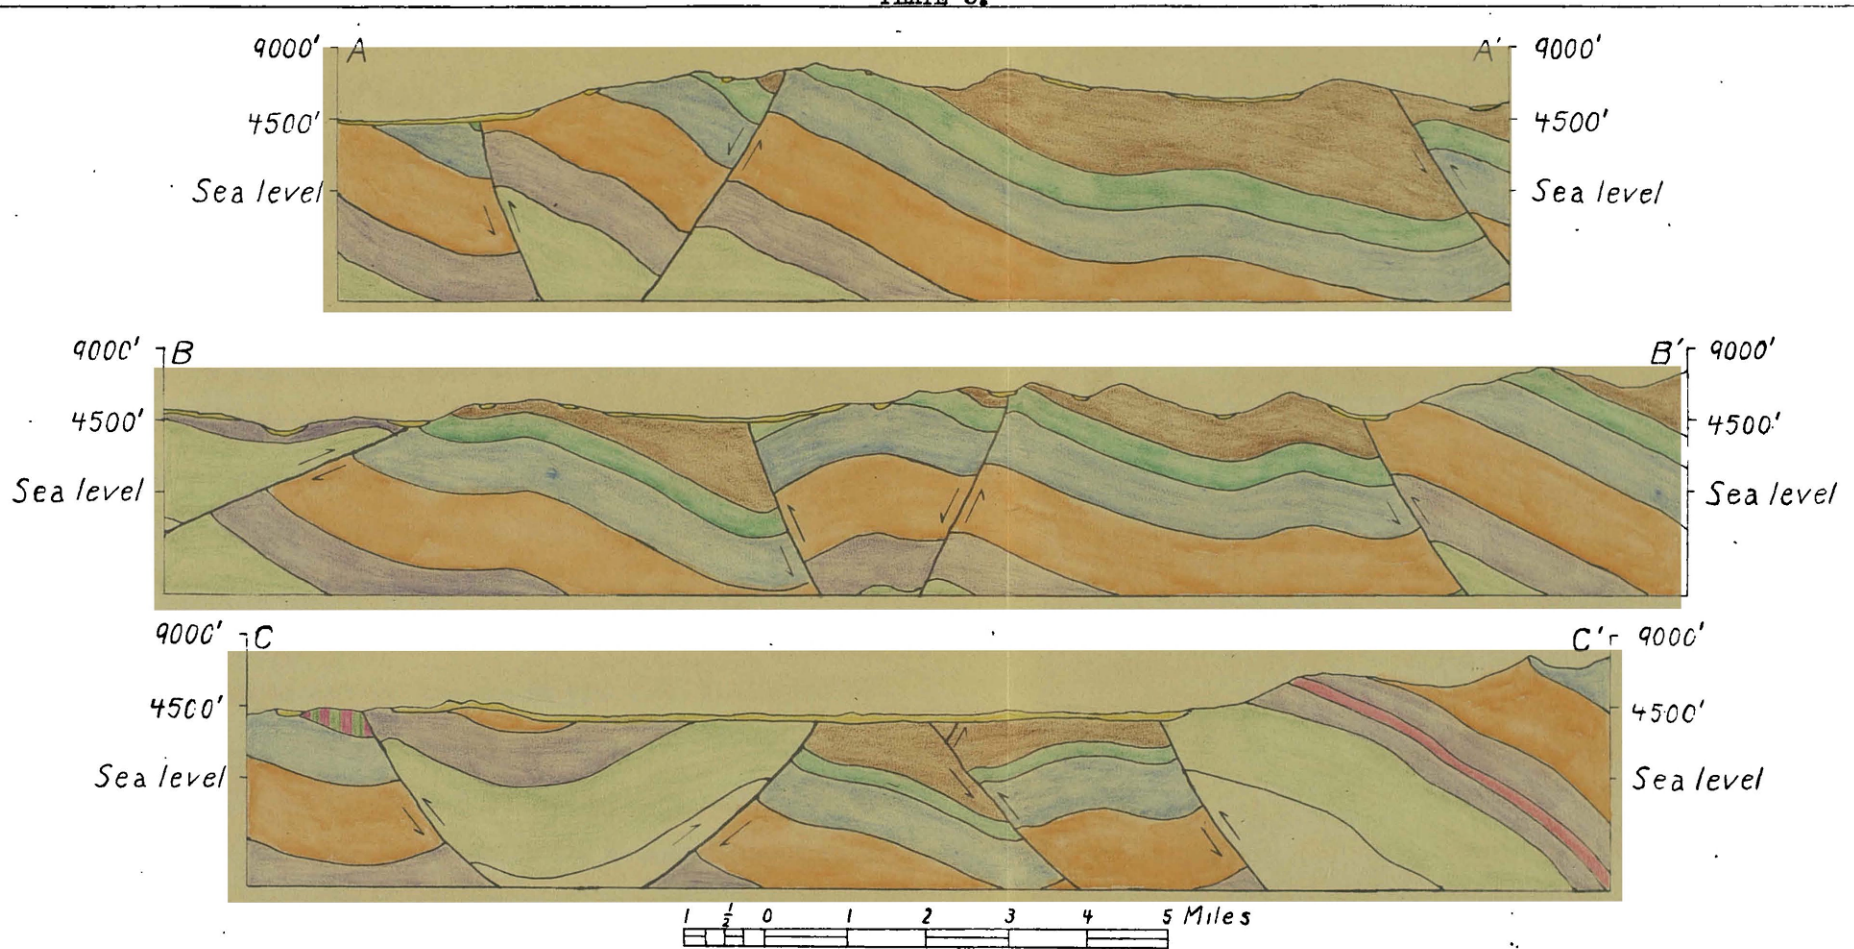 PLATE
9000' A A' 9000'
4500' 4500'
Sea level Sea level
9000' B B' 9000'
4500' 4500'
Sea level Sea level
9000' C C' 9000'
4500' 4500'
Sea level Sea level
1 ½ 0 1 2 3 4 5 Miles